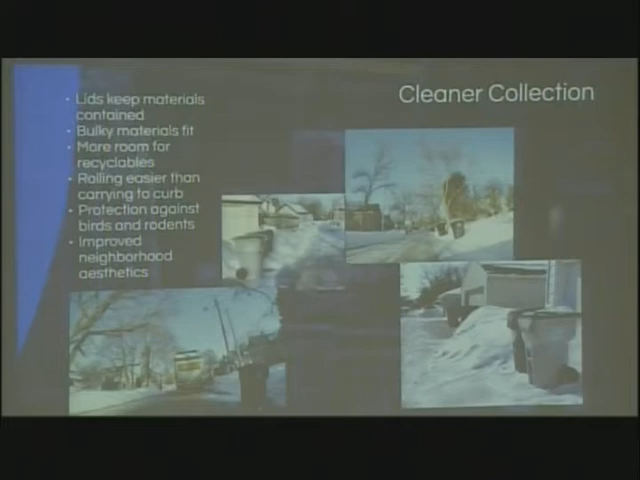 Cleaner Collection
• Lids keep materials
contained
• Bulky materials fit
• More room for
recyclables
• Rolling easier than
carrying to curb
• Protection against
birds and rodents
• Improved
neighborhood
aesthetics